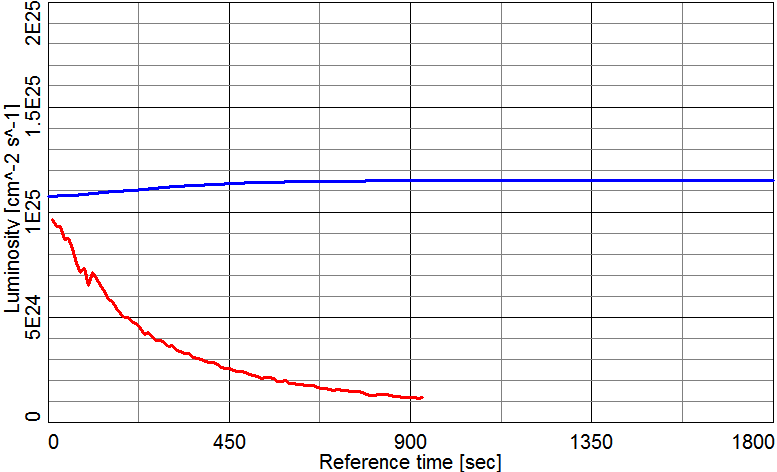 2E25
1.5E25
1E25
5E24
0
Luminosity [cm^-2 s^-1]
0 450 900 1350 1800
Reference time [sec]